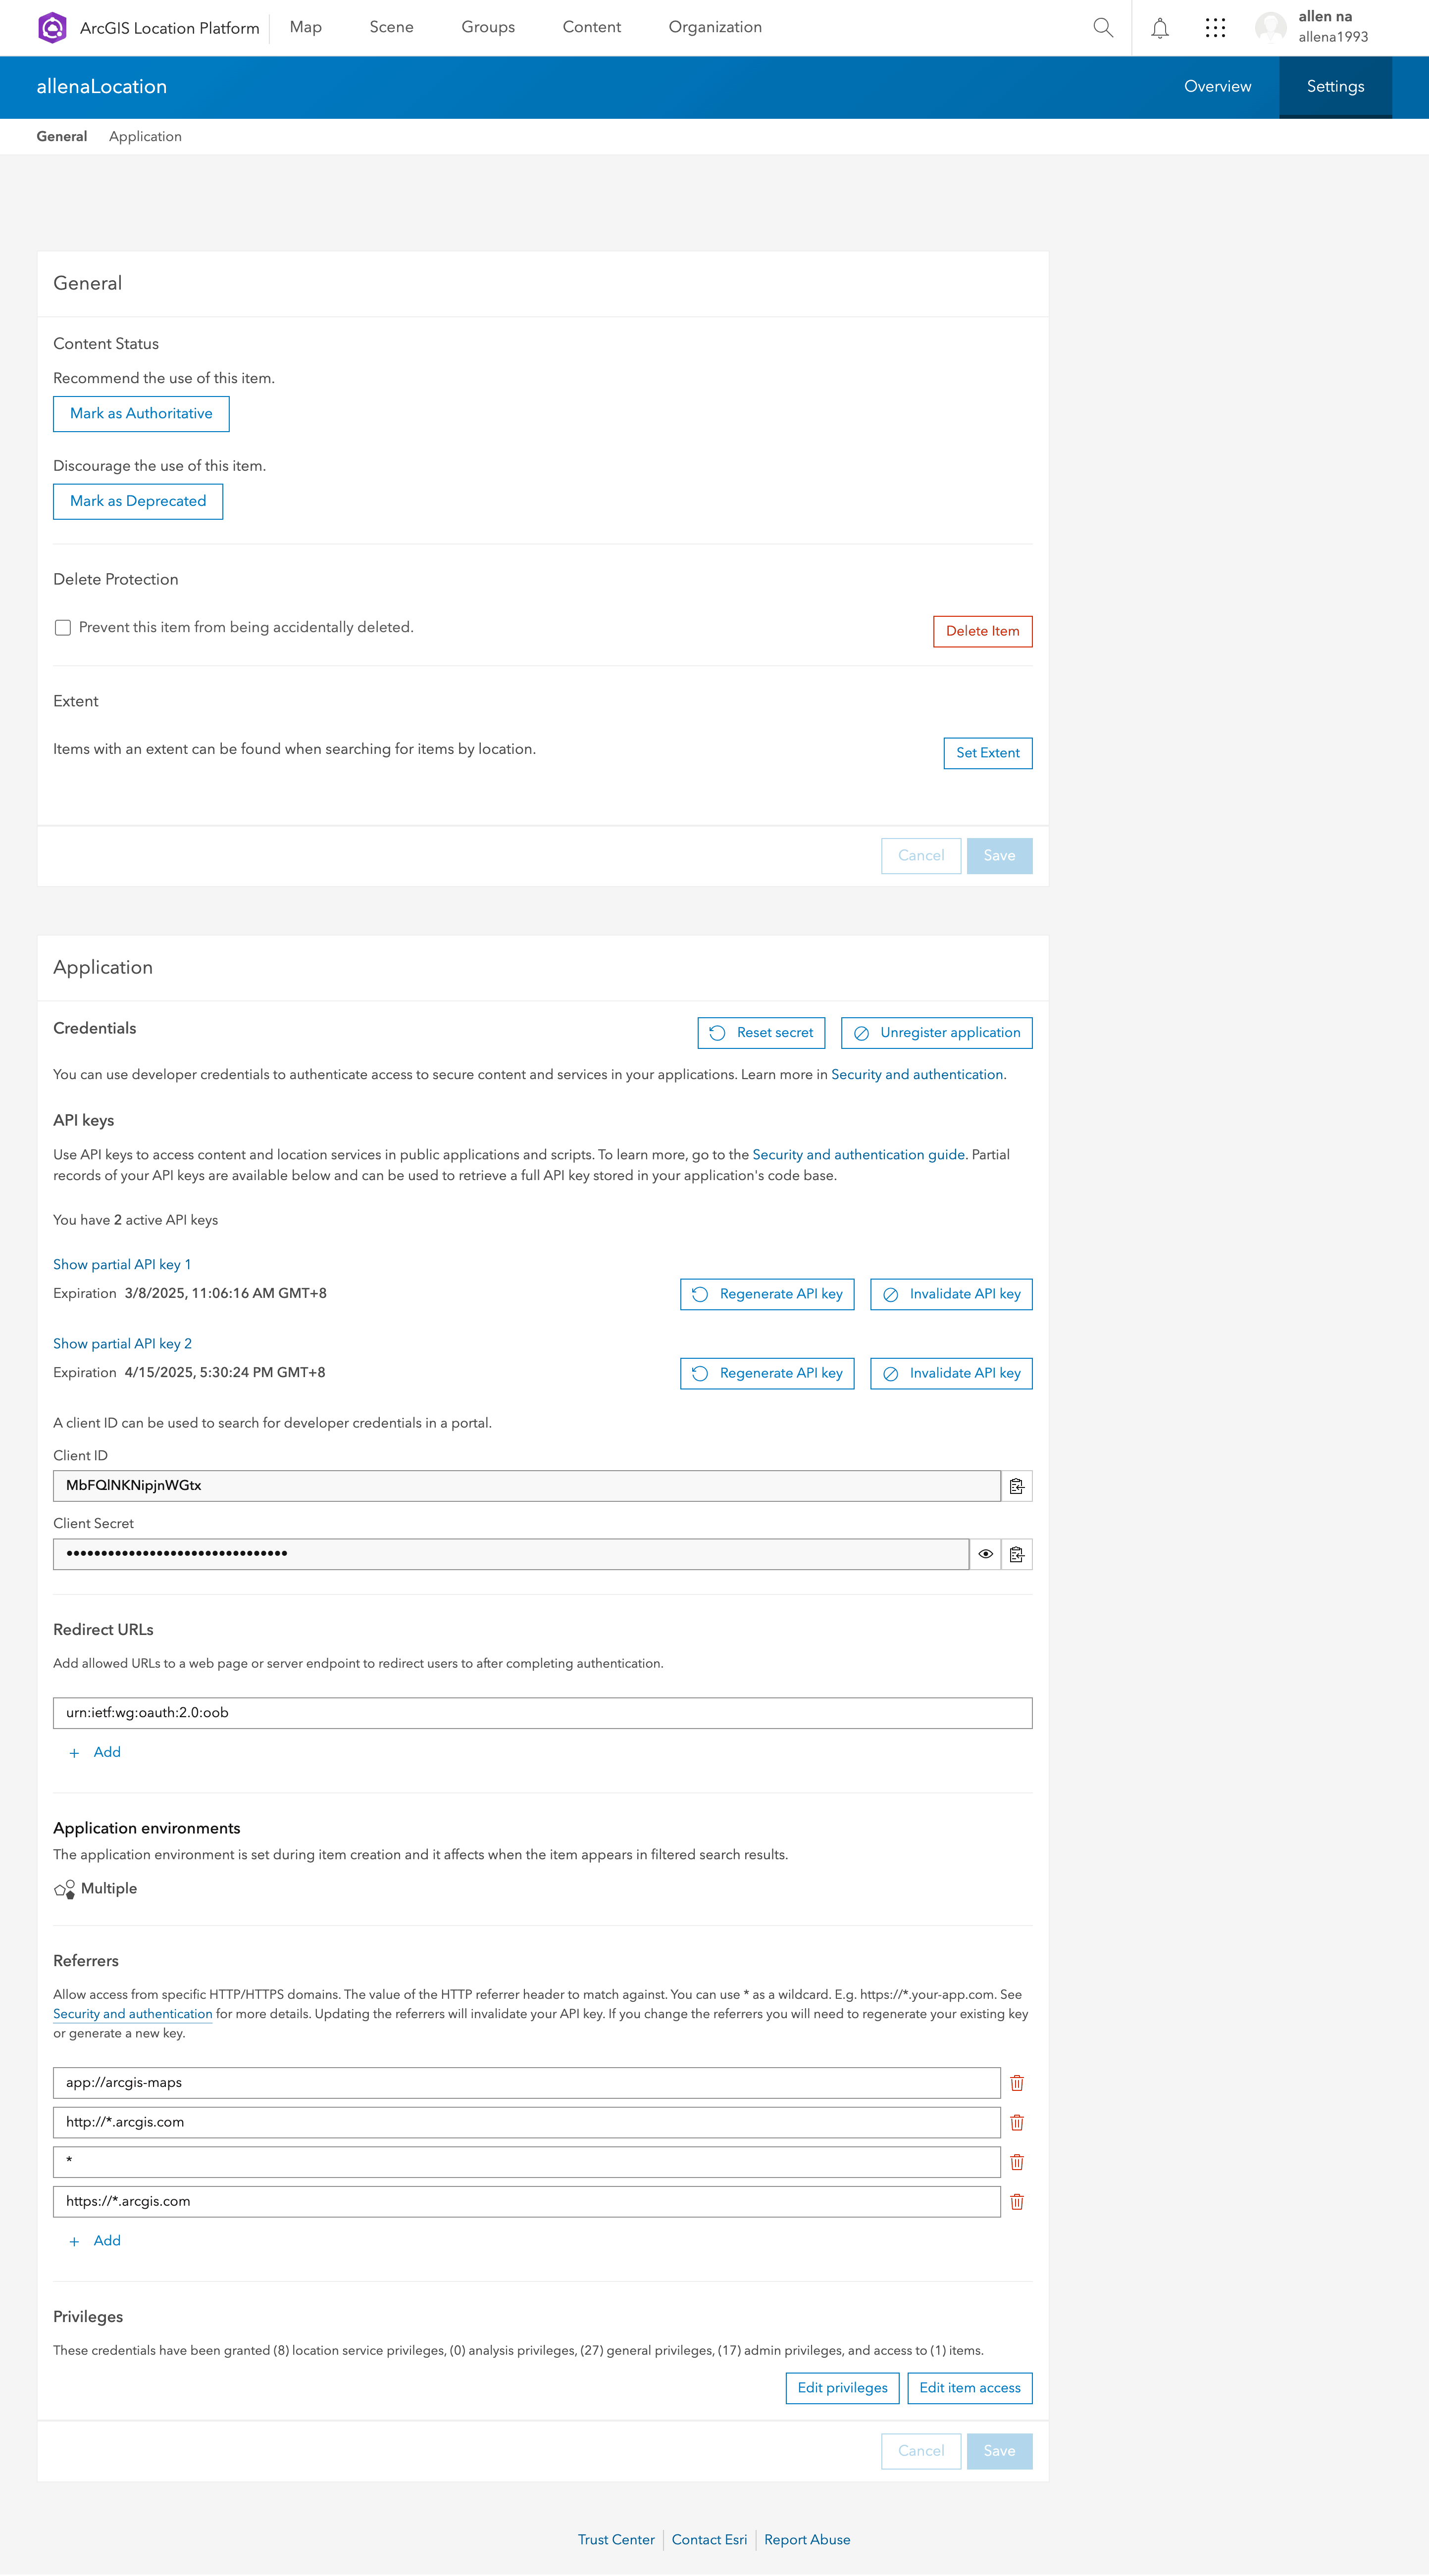 ArcGIS Location Platform
Map
Scene
Groups
Content
Organization
allen na
allena1993
allenaLocation
Overview
Settings
General
Application
General
Content Status
Recommend the use of this item.
Mark as Authoritative
Discourage the use of this item.
Mark as Deprecated
Delete Protection
Prevent this item from being accidentally deleted.
Delete Item
Extent
Items with an extent can be found when searching for items by location.
Set Extent
Cancel
Save
Application
Credentials
Reset secret
Unregister application
You can use developer credentials to authenticate access to secure content and services in your applications. Learn more in Security and authentication.
API keys
Use API keys to access content and location services in public applications and scripts. To learn more, go to the Security and authentication guide. Partial
records of your API keys are available below and can be used to retrieve a full API key stored in your application's code base.
You have 2 active API keys
Show partial API key 1
Expiration 3/8/2025, 11:06:16 AM GMT+8
Regenerate API key
Invalidate API key
Show partial API key 2
Expiration 4/15/2025, 5:30:24 PM GMT+8
Regenerate API key
Invalidate API key
A client ID can be used to search for developer credentials in a portal.
Client ID
MbFQlNKNipjnWGtx
Client Secret
••••••••••••••••••••••••••••••••
Redirect URLs
Add allowed URLs to a web page or server endpoint to redirect users to after completing authentication.
urn:ietf:wg:oauth:2.0:oob
+ Add
Application environments
The application environment is set during item creation and it affects when the item appears in filtered search results.
Multiple
Referrers
Allow access from specific HTTP/HTTPS domains. The value of the HTTP referrer header to match against. You can use * as a wildcard. E.g. https://*.your-app.com. See
Security and authentication for more details. Updating the referrers will invalidate your API key. If you change the referrers you will need to regenerate your existing key
or generate a new key.
app://arcgis-maps
http://*.arcgis.com
*
https://*.arcgis.com
+ Add
Privileges
These credentials have been granted (8) location service privileges, (0) analysis privileges, (27) general privileges, (17) admin privileges, and access to (1) items.
Edit privileges
Edit item access
Cancel
Save
Trust Center
Contact Esri
Report Abuse